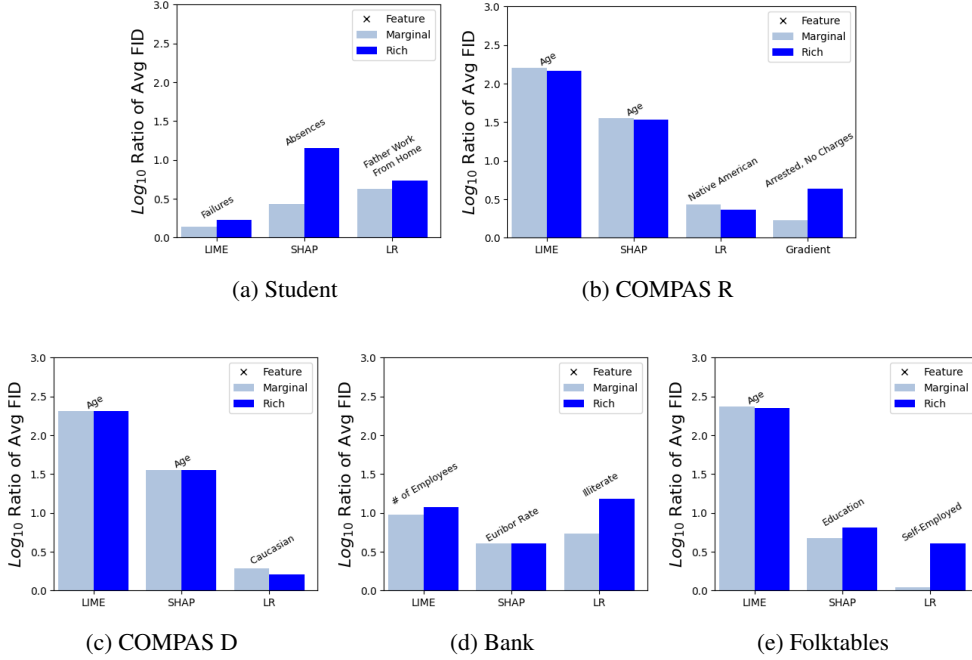 3.0
2.5
2.0
1.5
1.0
0.5
0.0
Log10 Ratio of Avg FID
Feature
Marginal
Rich
Failures
Absences
Father Work
From Home
LIME SHAP LR
(a) Student
3.0
2.5
2.0
1.5
1.0
0.5
0.0
Log10 Ratio of Avg FID
Feature
Marginal
Rich
Age
Age
Native American
Arrested, No Charges
LIME SHAP LR Gradient
(b) COMPAS R
3.0
2.5
2.0
1.5
1.0
0.5
0.0
Log10 Ratio of Avg FID
Feature
Marginal
Rich
Age
Age
Caucasian
LIME SHAP LR
(c) COMPAS D
3.0
2.5
2.0
1.5
1.0
0.5
0.0
Log10 Ratio of Avg FID
Feature
Marginal
Rich
# of Employees
Euribor Rate
Illiterate
LIME SHAP LR
(d) Bank
3.0
2.5
2.0
1.5
1.0
0.5
0.0
Log10 Ratio of Avg FID
Feature
Marginal
Rich
Age
Education
Self-Employed
LIME SHAP LR
(e) Folktables